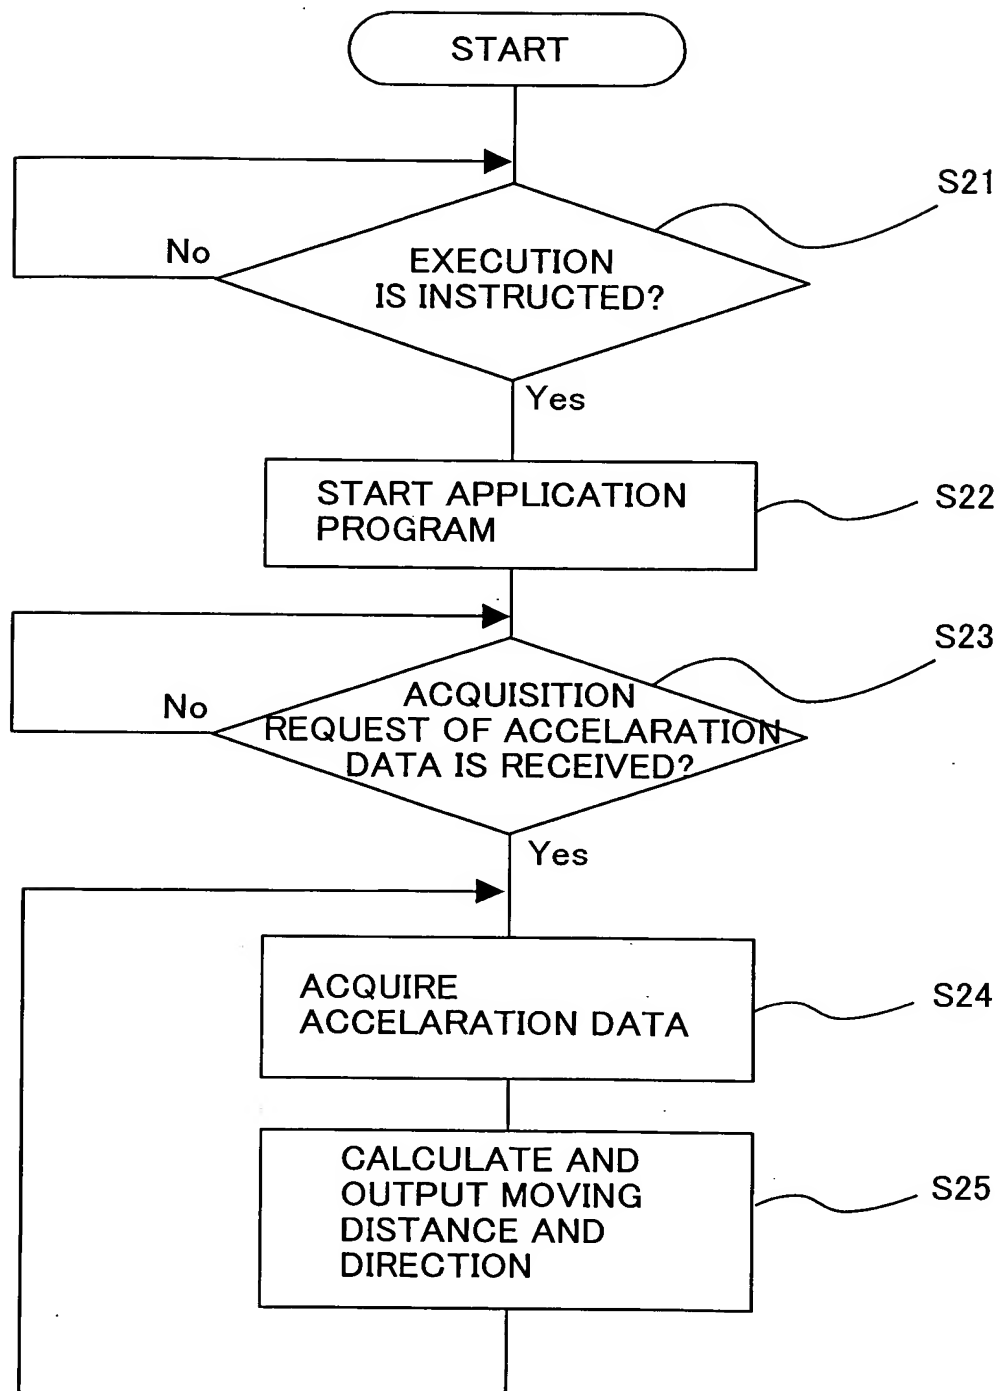 START
S21
No
EXECUTION
IS INSTRUCTED?
Yes
START APPLICATION
PROGRAM
S22
S23
No
ACQUISITION
REQUEST OF ACCELARATION
DATA IS RECEIVED?
Yes
ACQUIRE
ACCELARATION DATA
S24
CALCULATE AND
OUTPUT MOVING
DISTANCE AND
DIRECTION
S25